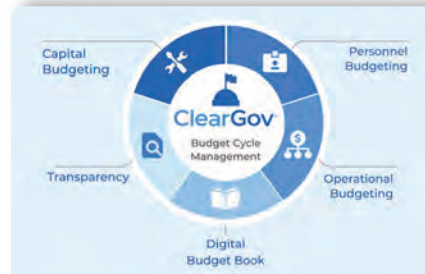 Capital
Budgeting
Personnel
Budgeting
ClearGov
Budget Cycle
Management
Transparency
Operational
Budgeting
Digital
Budget Book